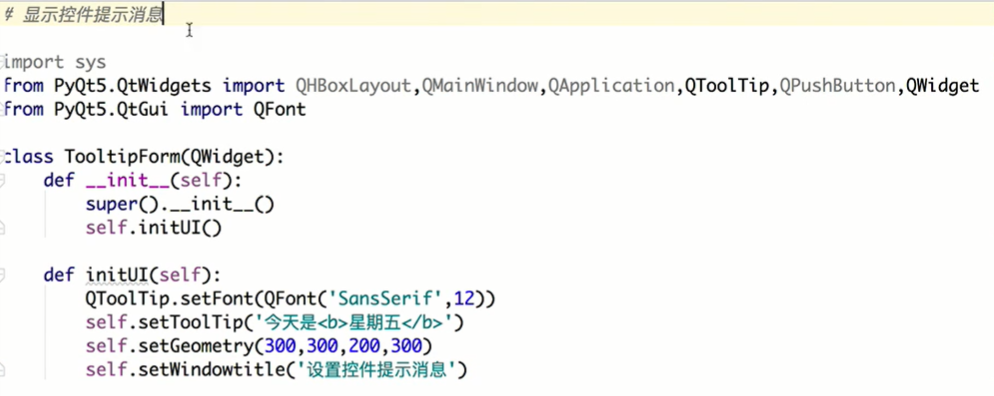 # 显示控件提示消息
import sys
from PyQt5.QtWidgets import QHBoxLayout,QMainWindow,QApplication,QToolTip,QPushButton,QWidget
from PyQt5.QtGui import QFont
class TooltipForm(QWidget):
    def __init__(self):
        super().__init__()
        self.initUI()
    def initUI(self):
        QToolTip.setFont(QFont('SansSerif',12))
        self.setToolTip('今天是<b>星期五</b>')
        self.setGeometry(300,300,200,300)
        self.setWindowtitle('设置控件提示消息')